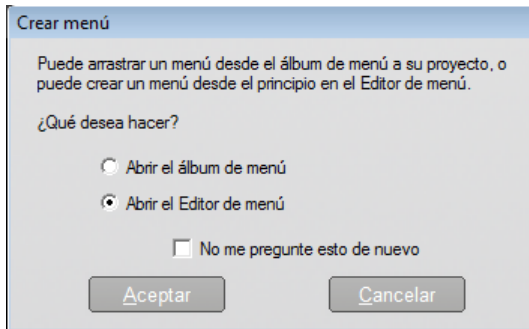 Crear menú
Puede arrastrar un menú desde el álbum de menú a su proyecto, o
puede crear un menú desde el principio en el Editor de menú.
¿Qué desea hacer?
Abrir el álbum de menú
Abrir el Editor de menú
No me pregunte esto de nuevo
Aceptar
Cancelar